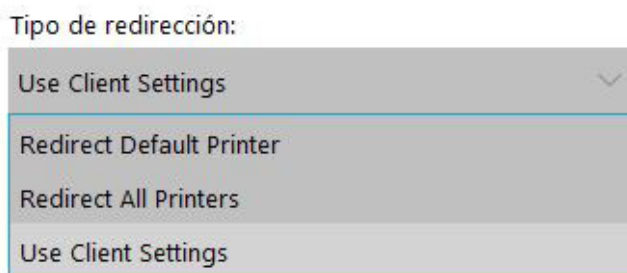 Tipo de redirección:
Use Client Settings
Redirect Default Printer
Redirect All Printers
Use Client Settings